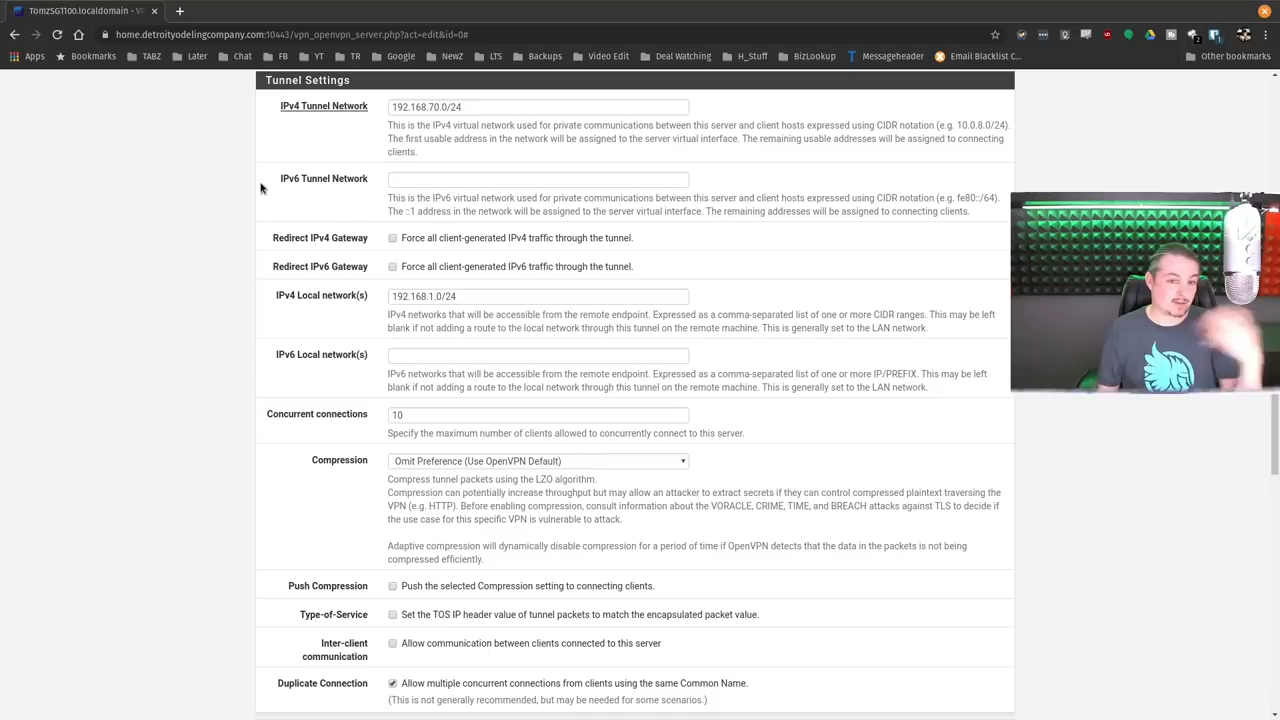 TomzSG1100.localdomain - VP
home.detroityodelingcompany.com:10443/vpn_openvpn_server.php?act=edit&id=0#
Apps Bookmarks TABZ Later Chat FB YT TR Google NewZ LTS Backups Video Edit Deal Watching H_Stuff BizLookup Messageheader Email Blacklist C... Other bookmarks
Tunnel Settings
IPv4 Tunnel Network 192.168.70.0/24
This is the IPv4 virtual network used for private communications between this server and client hosts expressed using CIDR notation (e.g. 10.0.8.0/24).
The first usable address in the network will be assigned to the server virtual interface. The remaining usable addresses will be assigned to connecting
clients.
IPv6 Tunnel Network
This is the IPv6 virtual network used for private communications between this server and client hosts expressed using CIDR notation (e.g. fe80::/64).
The ::1 address in the network will be assigned to the server virtual interface. The remaining addresses will be assigned to connecting clients.
Redirect IPv4 Gateway Force all client-generated IPv4 traffic through the tunnel.
Redirect IPv6 Gateway Force all client-generated IPv6 traffic through the tunnel.
IPv4 Local network(s) 192.168.1.0/24
IPv4 networks that will be accessible from the remote endpoint. Expressed as a comma-separated list of one or more CIDR ranges. This may be left
blank if not adding a route to the local network through this tunnel on the remote machine. This is generally set to the LAN network.
IPv6 Local network(s)
IPv6 networks that will be accessible from the remote endpoint. Expressed as a comma-separated list of one or more IP/PREFIX. This may be left
blank if not adding a route to the local network through this tunnel on the remote machine. This is generally set to the LAN network.
Concurrent connections 10
Specify the maximum number of clients allowed to concurrently connect to this server.
Compression Omit Preference (Use OpenVPN Default)
Compress tunnel packets using the LZO algorithm.
Compression can potentially increase throughput but may allow an attacker to extract secrets if they can control compressed plaintext traversing the
VPN (e.g. HTTP). Before enabling compression, consult information about the VORACLE, CRIME, TIME, and BREACH attacks against TLS to decide if
the use case for this specific VPN is vulnerable to attack.
Adaptive compression will dynamically disable compression for a period of time if OpenVPN detects that the data in the packets is not being
compressed efficiently.
Push Compression Push the selected Compression setting to connecting clients.
Type-of-Service Set the TOS IP header value of tunnel packets to match the encapsulated packet value.
Inter-client
communication Allow communication between clients connected to this server
Duplicate Connection Allow multiple concurrent connections from clients using the same Common Name.
(This is not generally recommended, but may be needed for some scenarios.)